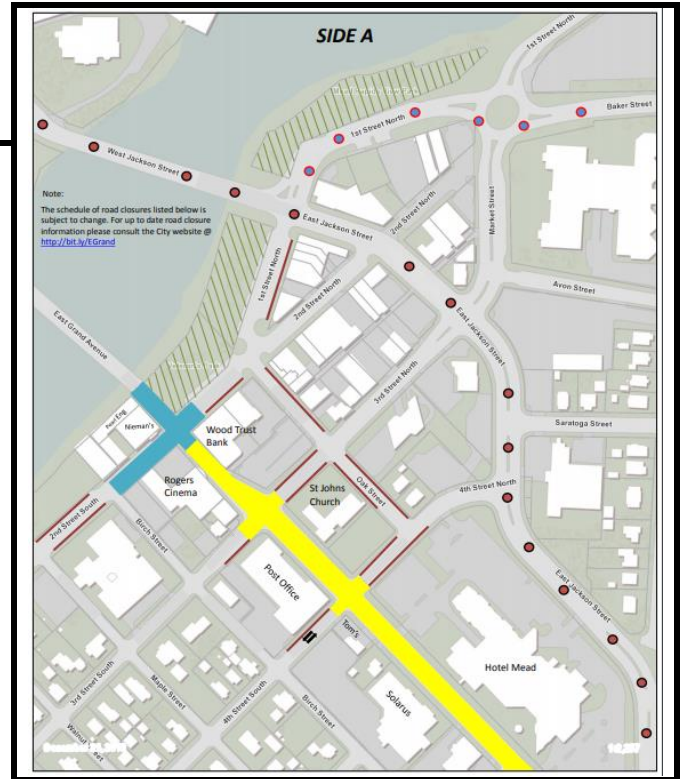 SIDE A
1st Street North
Baker Street
1st Street North
West Jackson Street
Note:
The schedule of road closures listed below is
subject to change. For up to date road closure
information please consult the City website @
http://bit.ly/EGrand
East Jackson Street
2nd Street North
Market Street
1st Street North
2nd Street North
Avon Street
East Grand Avenue
East Jackson Street
3rd Street North
Nieman's
Wood Trust
Bank
Saratoga Street
Rogers
Cinema
St Johns
Church
Oak Street
4th Street North
2nd Street South
Birch Street
Post Office
East Jackson Street
Tom's
Hotel Mead
3rd Street South
Maple Street
4th Street South
Birch Street
Solarus